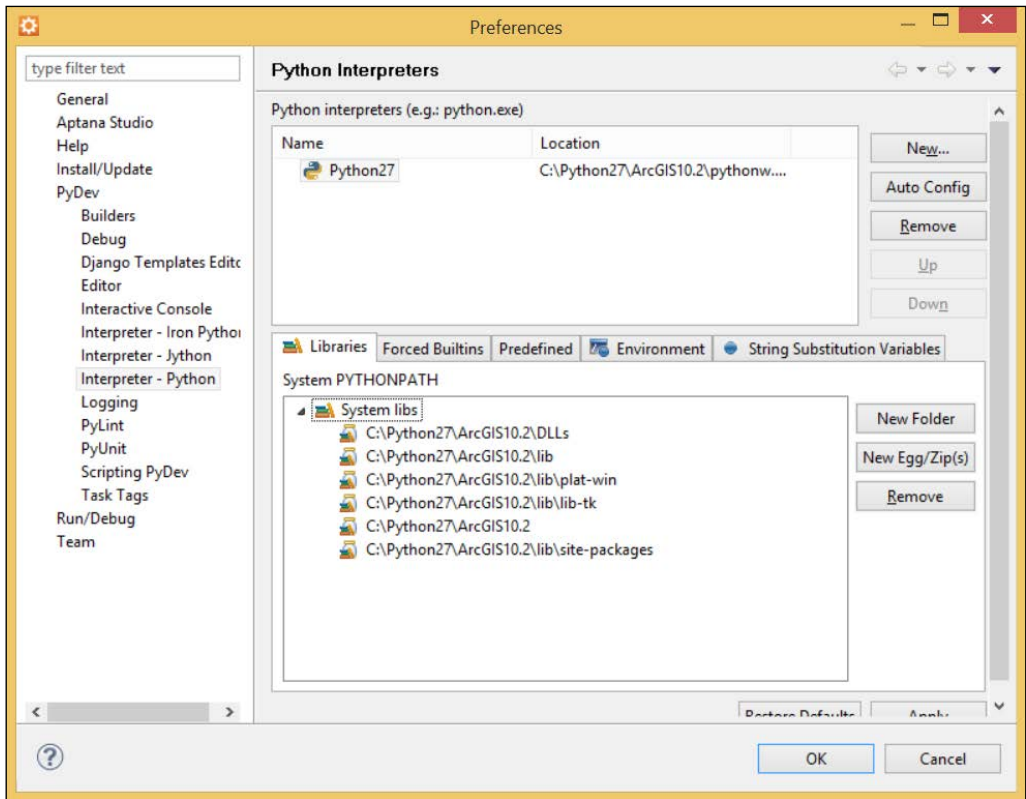 Preferences
type filter text
General
Aptana Studio
Help
Install/Update
PyDev
Builders
Debug
Django Templates Editc
Editor
Interactive Console
Interpreter - Iron Pythor
Interpreter - Jython
Interpreter - Python
Logging
PyLint
PyUnit
Scripting PyDev
Task Tags
Run/Debug
Team
Python Interpreters
Python interpreters (e.g.: python.exe)
Name Location
Python27 C:\Python27\ArcGIS10.2\pythonw....
New...
Auto Config
Remove
Up
Down
Libraries Forced Builtins Predefined Environment String Substitution Variables
System PYTHONPATH
System libs
C:\Python27\ArcGIS10.2\DLLs
C:\Python27\ArcGIS10.2\lib
C:\Python27\ArcGIS10.2\lib\plat-win
C:\Python27\ArcGIS10.2\lib\lib-tk
C:\Python27\ArcGIS10.2
C:\Python27\ArcGIS10.2\lib\site-packages
New Folder
New Egg/Zip(s)
Remove
Restore Defaults Apply
OK Cancel